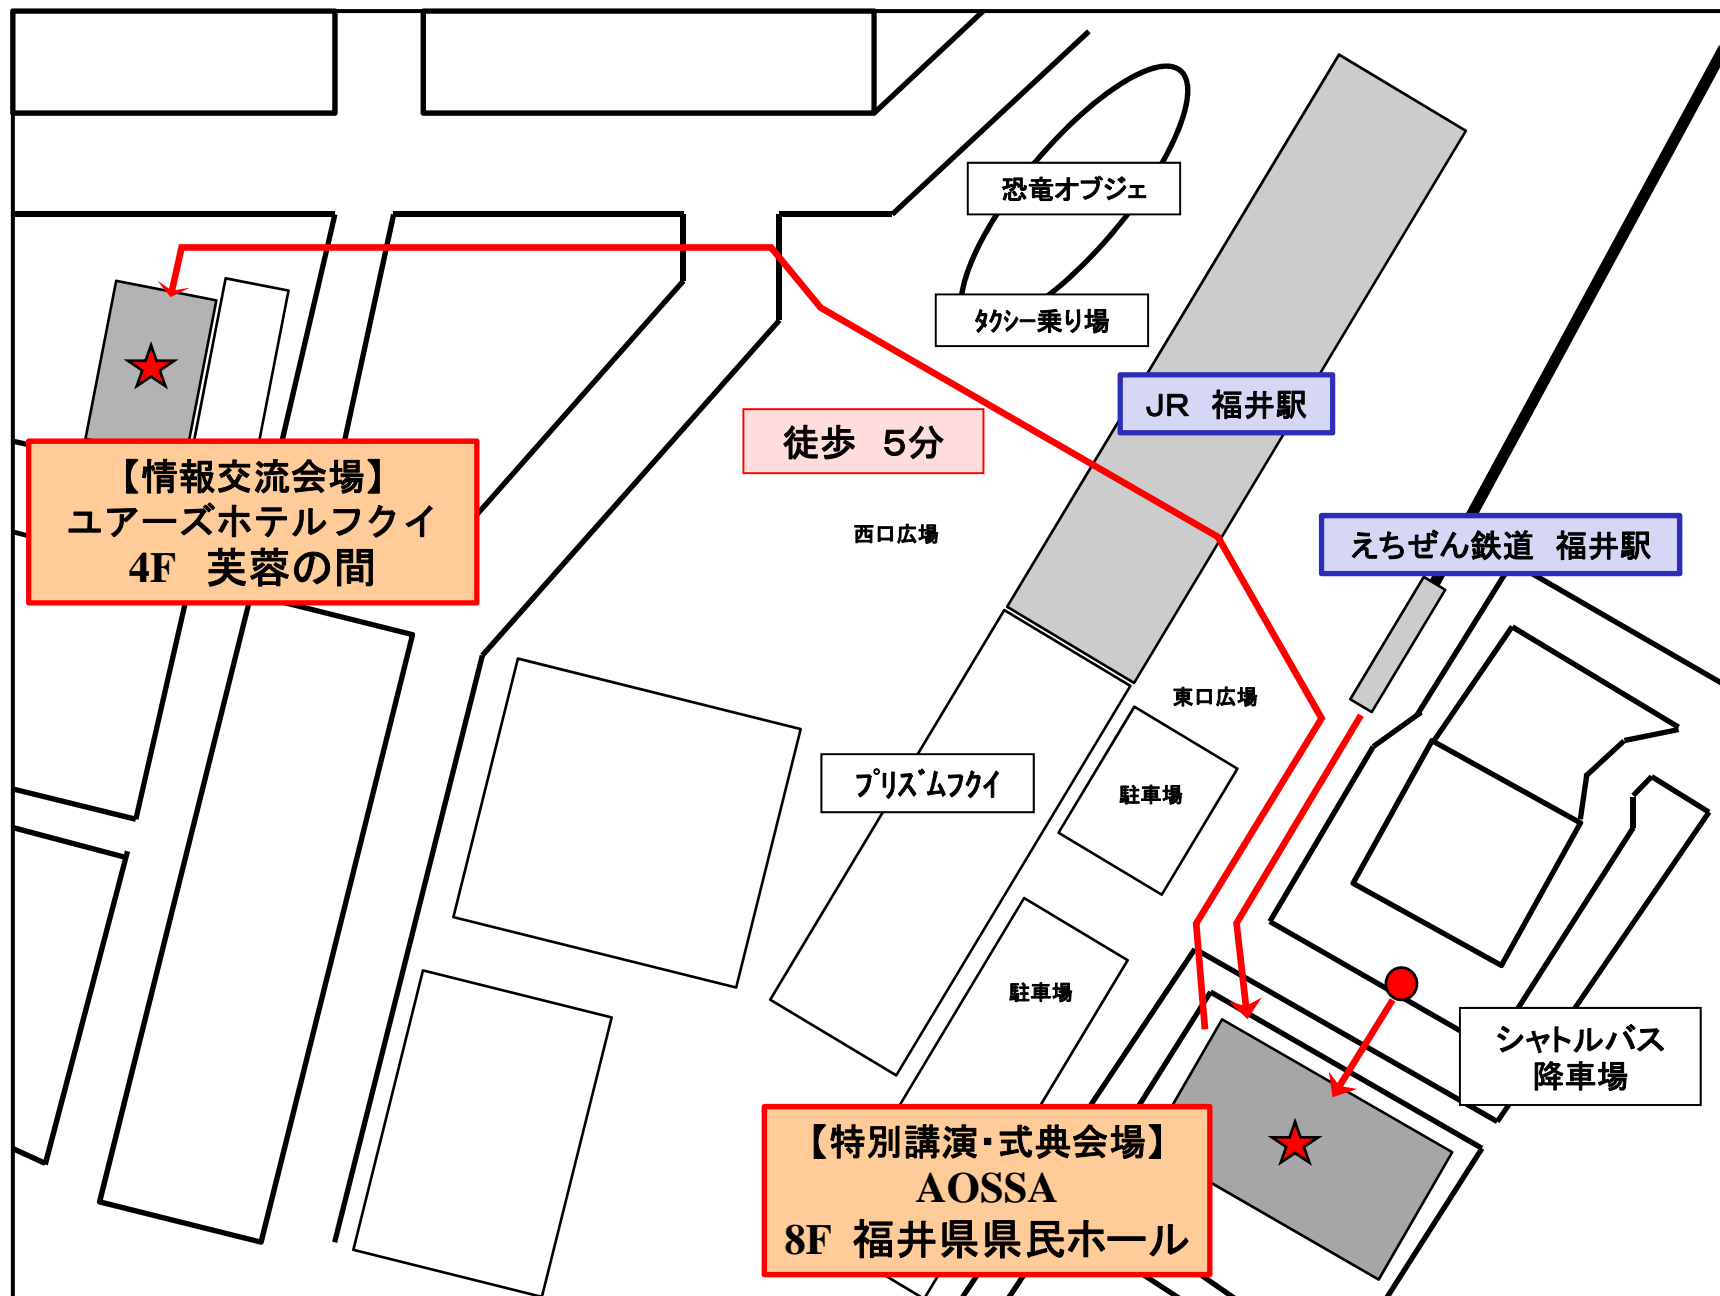 恐竜オブジェ
タクシー乗り場
JR 福井駅
徒歩 5分
【情報交流会場】
ユアーズホテルフクイ
4F 芙蓉の間
西口広場
えちぜん鉄道 福井駅
東口広場
プリズムフクイ
駐車場
駐車場
シャトルバス
降車場
【特別講演・式典会場】
AOSSA
8F 福井県県民ホール